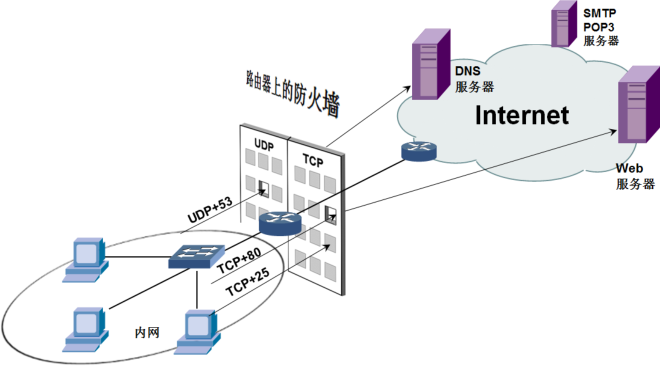 SMTP
POP3
服务器
DNS
服务器
路由器上的防火墙
Internet
UDP
TCP
Web
服务器
UDP+53
TCP+80
TCP+25
内网